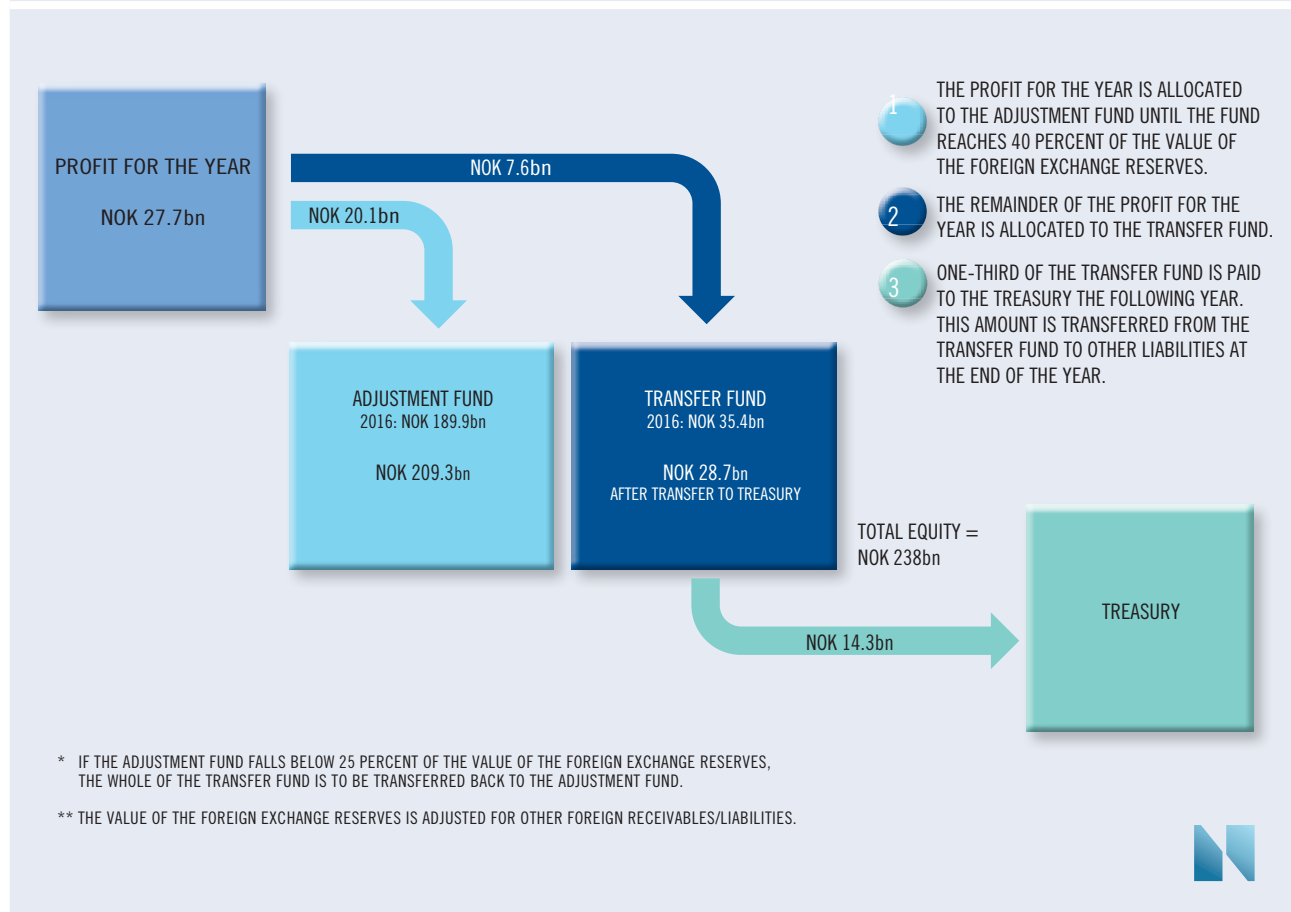 PROFIT FOR THE YEAR
NOK 27.7bn
NOK 7.6bn
NOK 20.1bn
1
THE PROFIT FOR THE YEAR IS ALLOCATED
TO THE ADJUSTMENT FUND UNTIL THE FUND
REACHES 40 PERCENT OF THE VALUE OF
THE FOREIGN EXCHANGE RESERVES.
2
THE REMAINDER OF THE PROFIT FOR THE
YEAR IS ALLOCATED TO THE TRANSFER FUND.
3
ONE-THIRD OF THE TRANSFER FUND IS PAID
TO THE TREASURY THE FOLLOWING YEAR.
THIS AMOUNT IS TRANSFERRED FROM THE
TRANSFER FUND TO OTHER LIABILITIES AT
THE END OF THE YEAR.
ADJUSTMENT FUND
2016: NOK 189.9bn
NOK 209.3bn
TRANSFER FUND
2016: NOK 35.4bn
NOK 28.7bn
AFTER TRANSFER TO TREASURY
TOTAL EQUITY =
NOK 238bn
NOK 14.3bn
TREASURY
* IF THE ADJUSTMENT FUND FALLS BELOW 25 PERCENT OF THE VALUE OF THE FOREIGN EXCHANGE RESERVES,
THE WHOLE OF THE TRANSFER FUND IS TO BE TRANSFERRED BACK TO THE ADJUSTMENT FUND.
** THE VALUE OF THE FOREIGN EXCHANGE RESERVES IS ADJUSTED FOR OTHER FOREIGN RECEIVABLES/LIABILITIES.